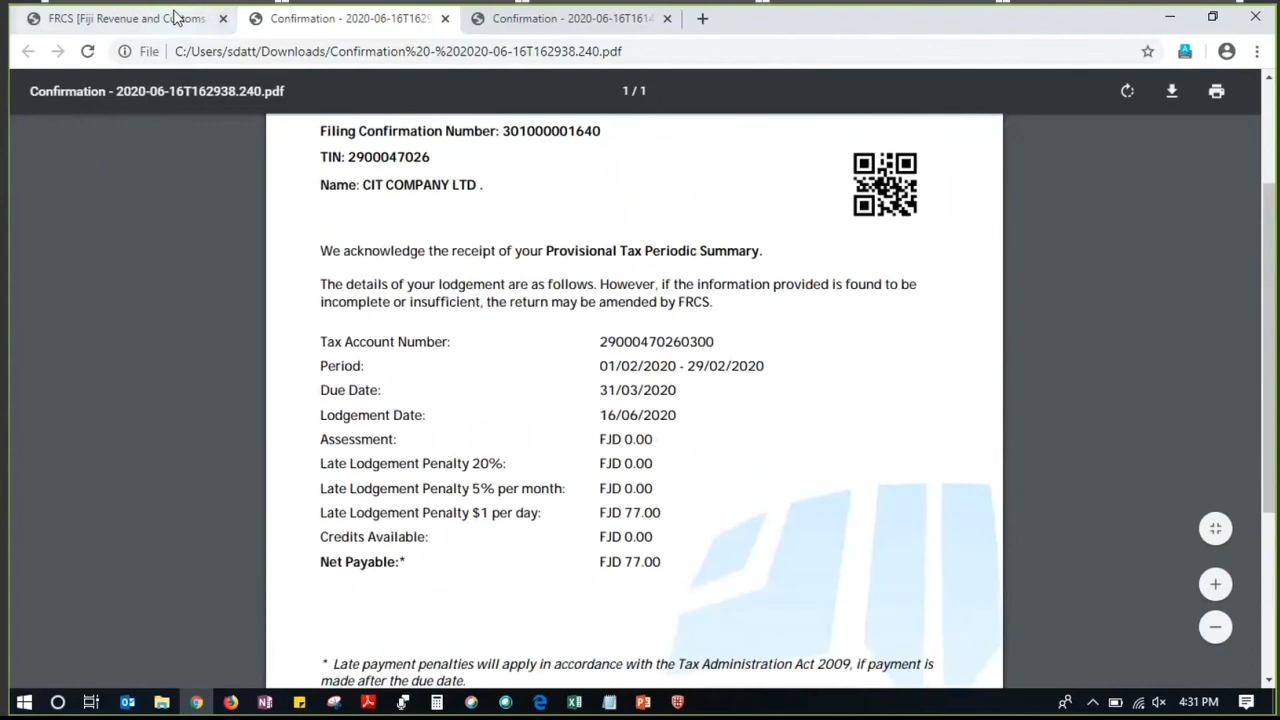 FRCS [Fiji Revenue and Customs
Confirmation - 2020-06-16T1629
Confirmation - 2020-06-16T1614
File
C:/Users/sdatt/Downloads/Confirmation%20-%202020-06-16T162938.240.pdf
Confirmation - 2020-06-16T162938.240.pdf
1 / 1
Filing Confirmation Number: 301000001640
TIN: 2900047026
Name: CIT COMPANY LTD .
We acknowledge the receipt of your Provisional Tax Periodic Summary.
The details of your lodgement are as follows. However, if the information provided is found to be
incomplete or insufficient, the return may be amended by FRCS.
Tax Account Number: 29000470260300
Period: 01/02/2020 - 29/02/2020
Due Date: 31/03/2020
Lodgement Date: 16/06/2020
Assessment: FJD 0.00
Late Lodgement Penalty 20%: FJD 0.00
Late Lodgement Penalty 5% per month: FJD 0.00
Late Lodgement Penalty $1 per day: FJD 77.00
Credits Available: FJD 0.00
Net Payable:* FJD 77.00
* Late payment penalties will apply in accordance with the Tax Administration Act 2009, if payment is
made after the due date.
4:31 PM